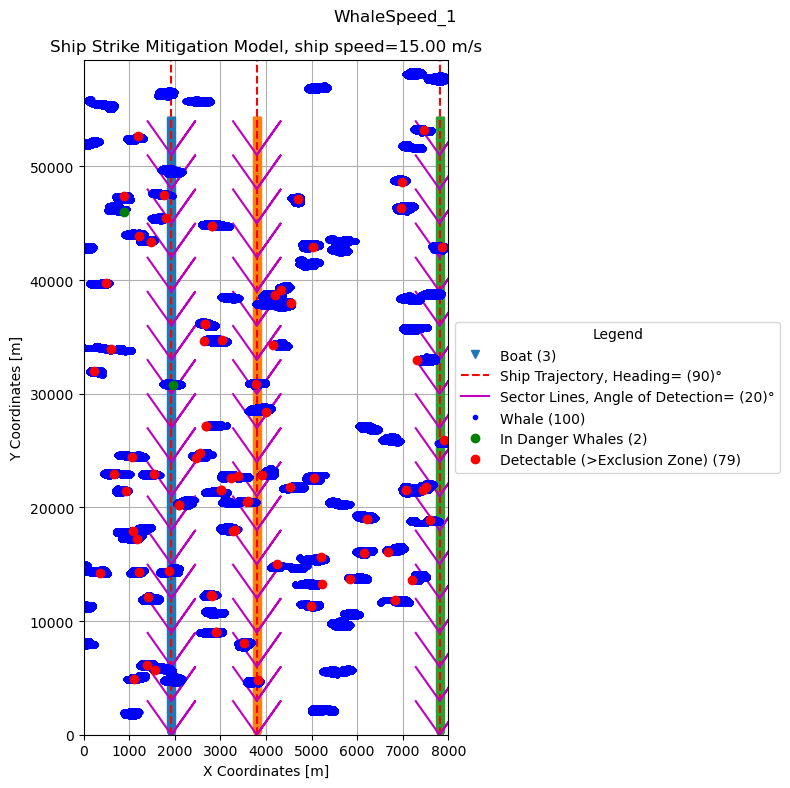 WhaleSpeed_1
Ship Strike Mitigation Model, ship speed=15.00 m/s
Y Coordinates [m]
50000
40000
30000
20000
10000
0
0 1000 2000 3000 4000 5000 6000 7000 8000
X Coordinates [m]
Legend
Boat (3)
Ship Trajectory, Heading= (90)°
Sector Lines, Angle of Detection= (20)°
Whale (100)
In Danger Whales (2)
Detectable (>Exclusion Zone) (79)